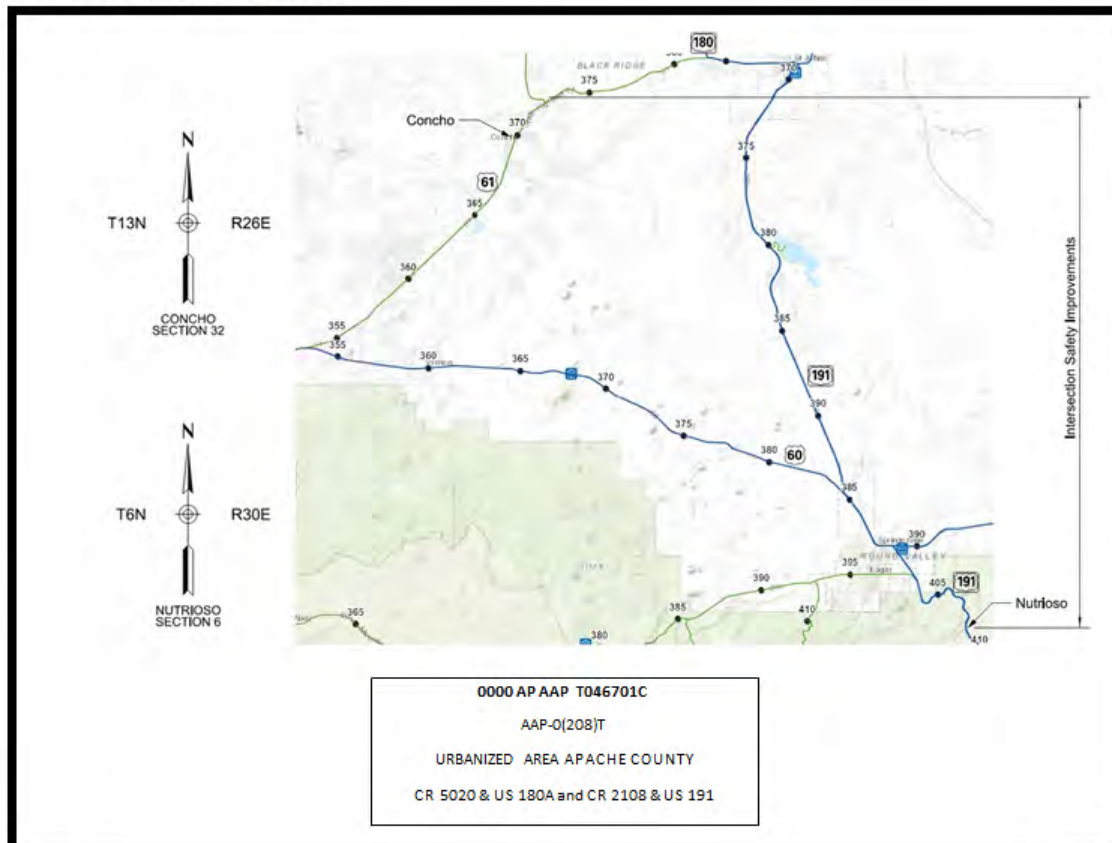 180
BLACK RIDGE
375
370
Concho
370
375
61
365
N
T13N R26E
380
360
CONCHO
SECTION 32
355
385
355
360
365
370
191
390
375
380
60
385
Intersection Safety Improvements
N
T6N R30E
390
ROUND VALLEY
395
390
405
191
NUTRIOSO
SECTION 6
Nutrioso
365
385
410
380
410
0000 AP AAP T046701C
AAP-0(208)T
URBANIZED AREA APACHE COUNTY
CR 5020 & US 180A and CR 2108 & US 191